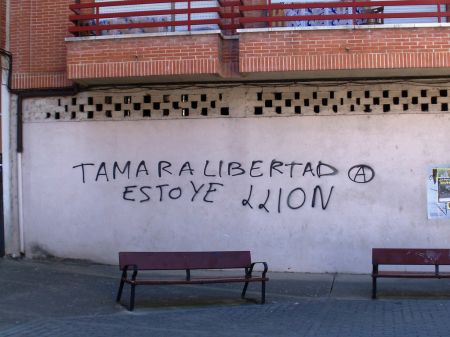 TAMARA LIBERTAD Ⓐ
ESTOYE LLION